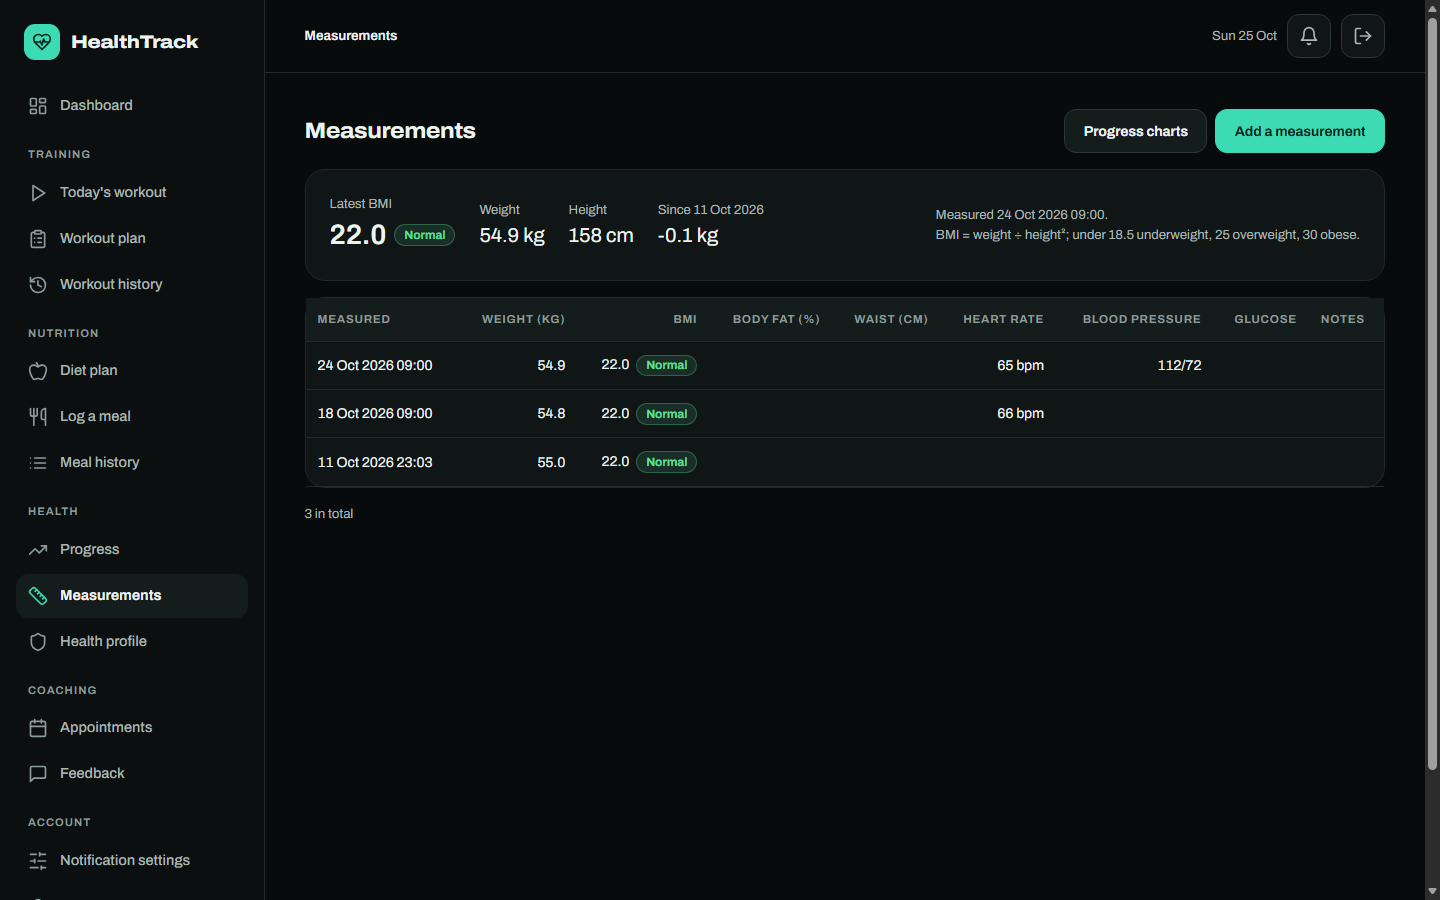 HealthTrack
Dashboard
TRAINING
Today's workout
Workout plan
Workout history
NUTRITION
Diet plan
Log a meal
Meal history
HEALTH
Progress
Measurements
Health profile
COACHING
Appointments
Feedback
ACCOUNT
Notification settings
Measurements
Sun 25 Oct
Measurements
Progress charts
Add a measurement
Latest BMI
22.0 Normal
Weight
54.9 kg
Height
158 cm
Since 11 Oct 2026
-0.1 kg
Measured 24 Oct 2026 09:00.
BMI = weight ÷ height²; under 18.5 underweight, 25 overweight, 30 obese.
MEASURED WEIGHT (KG) BMI BODY FAT (%) WAIST (CM) HEART RATE BLOOD PRESSURE GLUCOSE NOTES
24 Oct 2026 09:00 54.9 22.0 Normal 65 bpm 112/72
18 Oct 2026 09:00 54.8 22.0 Normal 66 bpm
11 Oct 2026 23:03 55.0 22.0 Normal
3 in total